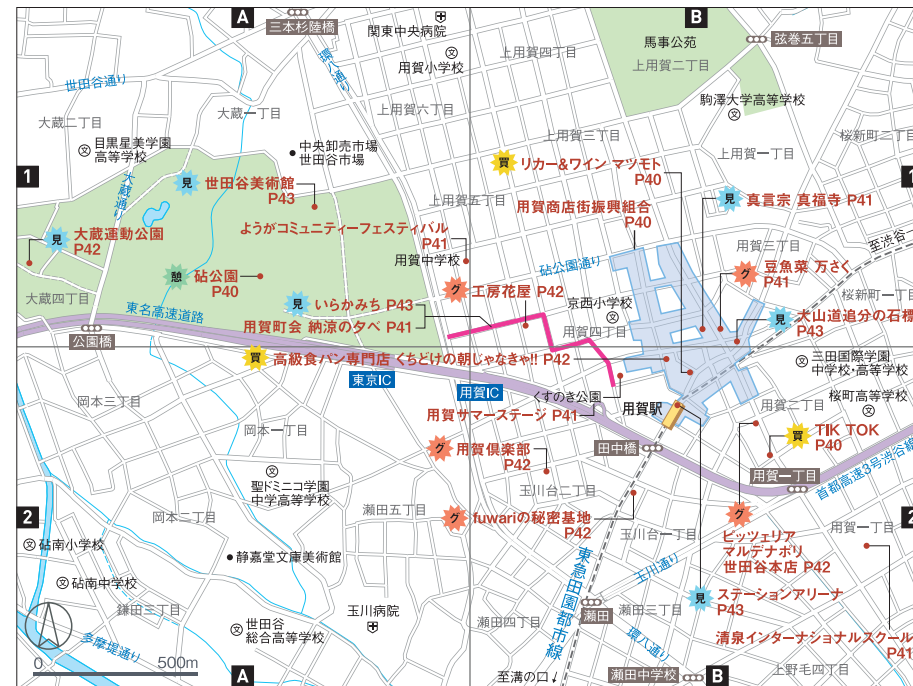 A
B
三本杉陸橋
関東中央病院
用賀小学校
環八通り
上用賀四丁目
馬事公苑
上用賀二丁目
弦巻五丁目
世田谷通り
大蔵二丁目
大蔵一丁目
上用賀六丁目
駒澤大学高等学校
目黒星美学園
高等学校
中央卸売市場
世田谷市場
上用賀三丁目
桜新町二丁目
上用賀一丁目
1
1
買
リカー&ワイン マツモト
P40
大蔵通り
見
世田谷美術館
P43
上用賀五丁目
用賀商店街振興組合
P40
見
真言宗 真福寺 P41
見
大蔵運動公園
P42
ようがコミュニティーフェスティバル
P41
用賀中学校
砧公園通り
用賀三丁目
至渋谷
憩
砧公園
P40
グ
工房花屋 P42
グ
豆魚菜 万さく
P41
大蔵四丁目
見
いらかみち P43
用賀町会 納涼の夕べ P41
京西小学校
用賀四丁目
桜新町一丁目
見
大山道追分の石標
P43
東名高速道路
公園橋
買
高級食パン専門店 くちどけの朝じゃなきゃ!! P42
三田国際学園
中学校・高等学校
東京IC
用賀IC
くすのき公園
用賀サマーステージ P41
用賀駅
用賀二丁目
桜町高等学校
岡本三丁目
岡本一丁目
買
TIK TOK
P40
グ
用賀倶楽部
P42
田中橋
用賀一丁目
首都高速3号渋谷線
聖ドミニコ学園
中学高等学校
玉川台二丁目
2
2
岡本二丁目
瀬田五丁目
グ
fuwariの秘密基地
P42
玉川台一丁目
グ
ピッツェリア
マルデナポリ
世田谷本店 P42
用賀一丁目
砧南小学校
静嘉堂文庫美術館
東急田園都市線
玉川通り
砧南中学校
見
ステーションアリーナ
P43
鎌田三丁目
玉川病院
瀬田
瀬田三丁目
瀬田四丁目
世田谷
総合高等学校
環八通り
清泉インターナショナルスクール
P41
多摩堤通り
0
500m
A
至溝の口
瀬田中学校
B
上野毛四丁目